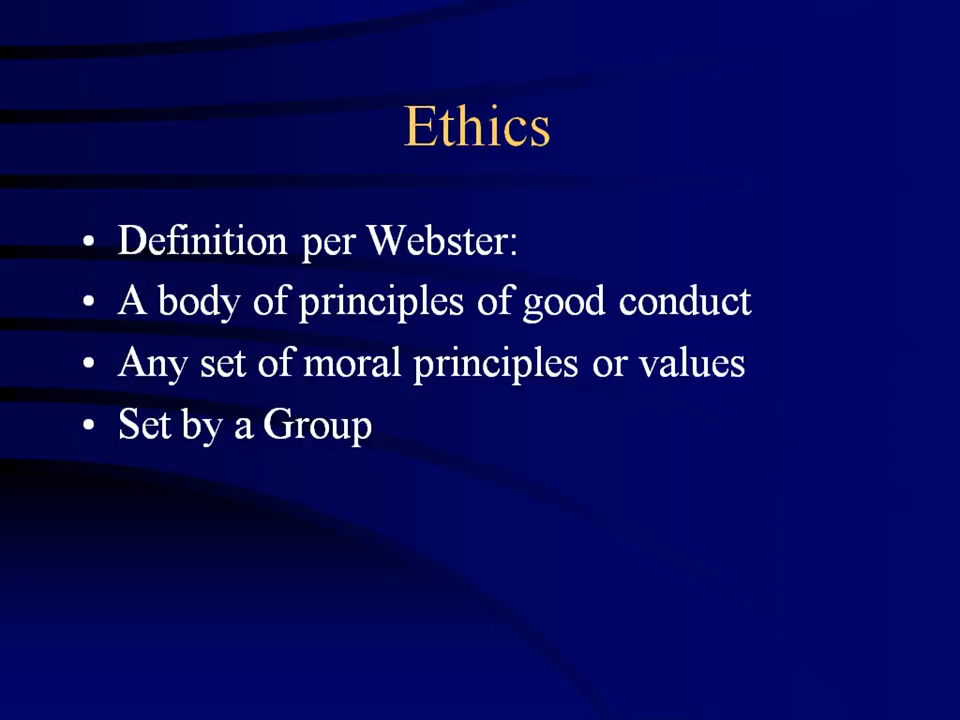 Ethics
• Definition per Webster:
• A body of principles of good conduct
• Any set of moral principles or values
• Set by a Group